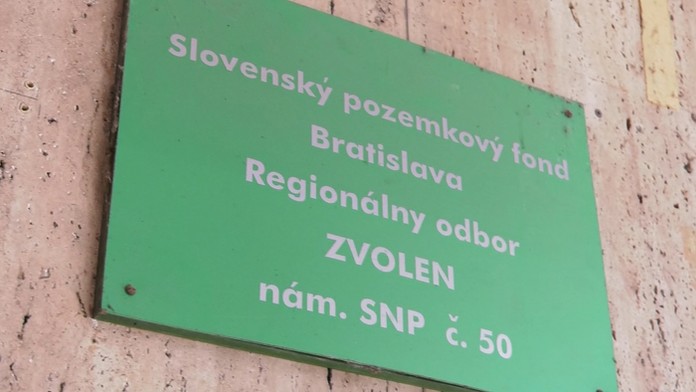 Slovenský pozemkový fond
Bratislava
Regionálny odbor
ZVOLEN
nám. SNP č. 50